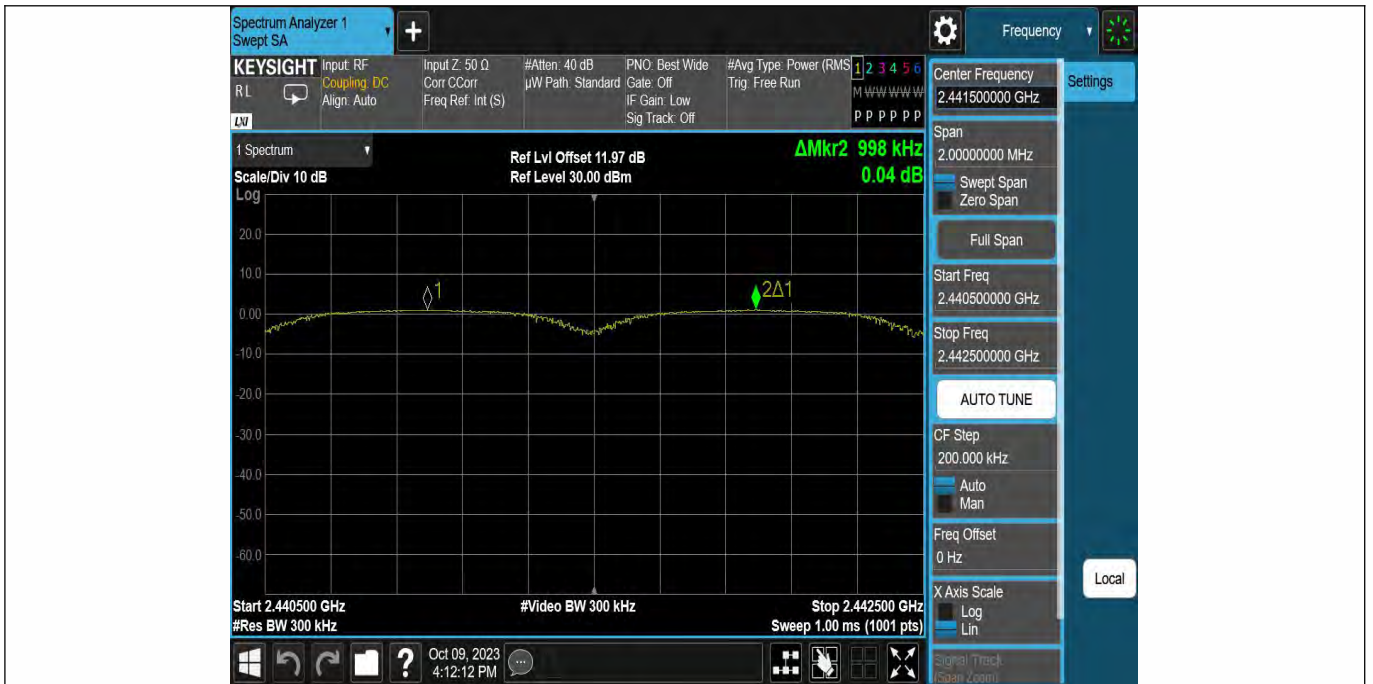 Spectrum Analyzer 1
Swept SA
+
Frequency
KEYSIGHT
RL
LXI
Input: RF
Coupling: DC
Align: Auto
Input Z: 50 Ω
Corr CCorr
Freq Ref: Int (S)
#Atten: 40 dB
µW Path: Standard
PNO: Best Wide
Gate: Off
IF Gain: Low
Sig Track: Off
#Avg Type: Power (RMS
Trig: Free Run
1 2 3 4 5 6
M W W W W W
P P P P P P
1 Spectrum
Scale/Div 10 dB
Log
Ref Lvl Offset 11.97 dB
Ref Level 30.00 dBm
ΔMkr2 998 kHz
0.04 dB
20.0
10.0
0.00
-10.0
-20.0
-30.0
-40.0
-50.0
-60.0
1
2Δ1
Start 2.440500 GHz
#Res BW 300 kHz
#Video BW 300 kHz
Stop 2.442500 GHz
Sweep 1.00 ms (1001 pts)
Center Frequency
2.441500000 GHz
Settings
Span
2.00000000 MHz
Swept Span
Zero Span
Full Span
Start Freq
2.440500000 GHz
Stop Freq
2.442500000 GHz
AUTO TUNE
CF Step
200.000 kHz
Auto
Man
Freq Offset
0 Hz
X Axis Scale
Log
Lin
Local
Signal Track
(Span Zoom)
?
Oct 09, 2023
4:12:12 PM